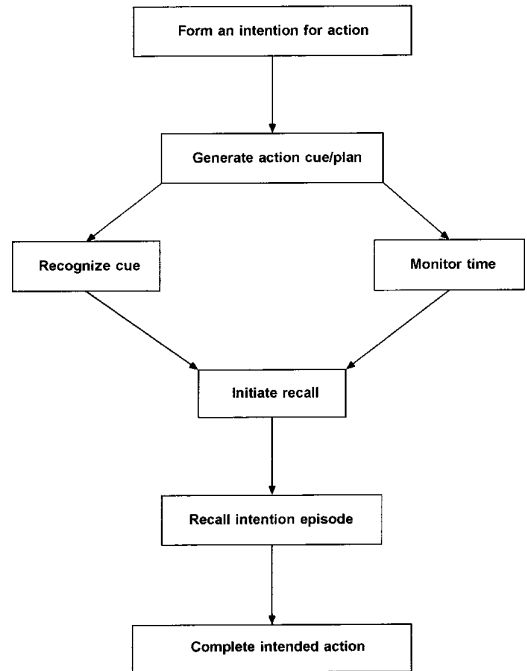 Form an intention for action
Generate action cue/plan
Recognize cue
Monitor time
Initiate recall
Recall intention episode
Complete intended action